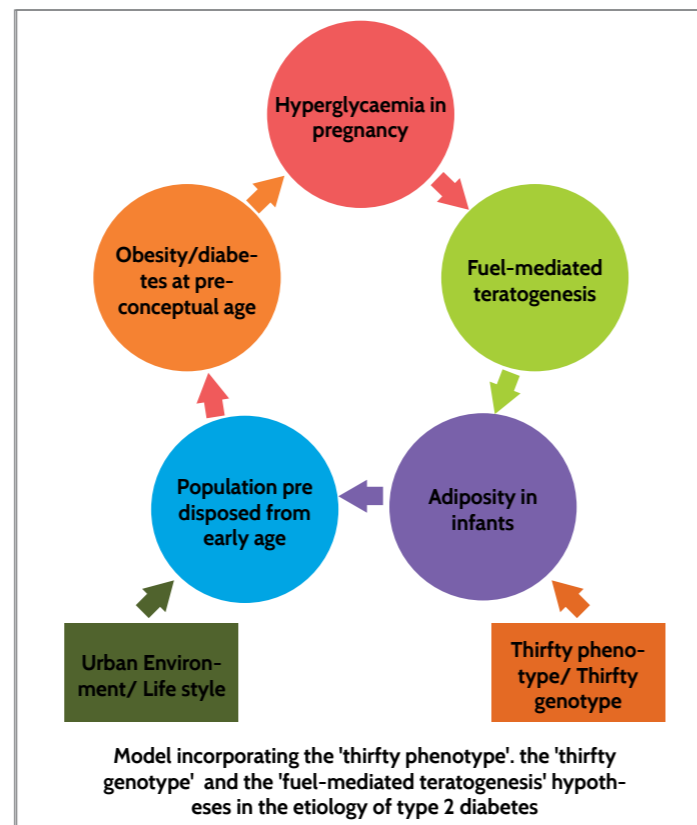 Hyperglycaemia in
pregnancy
Obesity/diabe-
tes at pre-
conceptual age
Fuel-mediated
teratogenesis
Population pre
disposed from
early age
Adiposity in
infants
Urban Environ-
ment/ Life style
Thirfty pheno-
type/ Thirfty
genotype
Model incorporating the 'thirfty phenotype'. the 'thirfty
genotype' and the 'fuel-mediated teratogenesis' hypoth-
eses in the etiology of type 2 diabetes